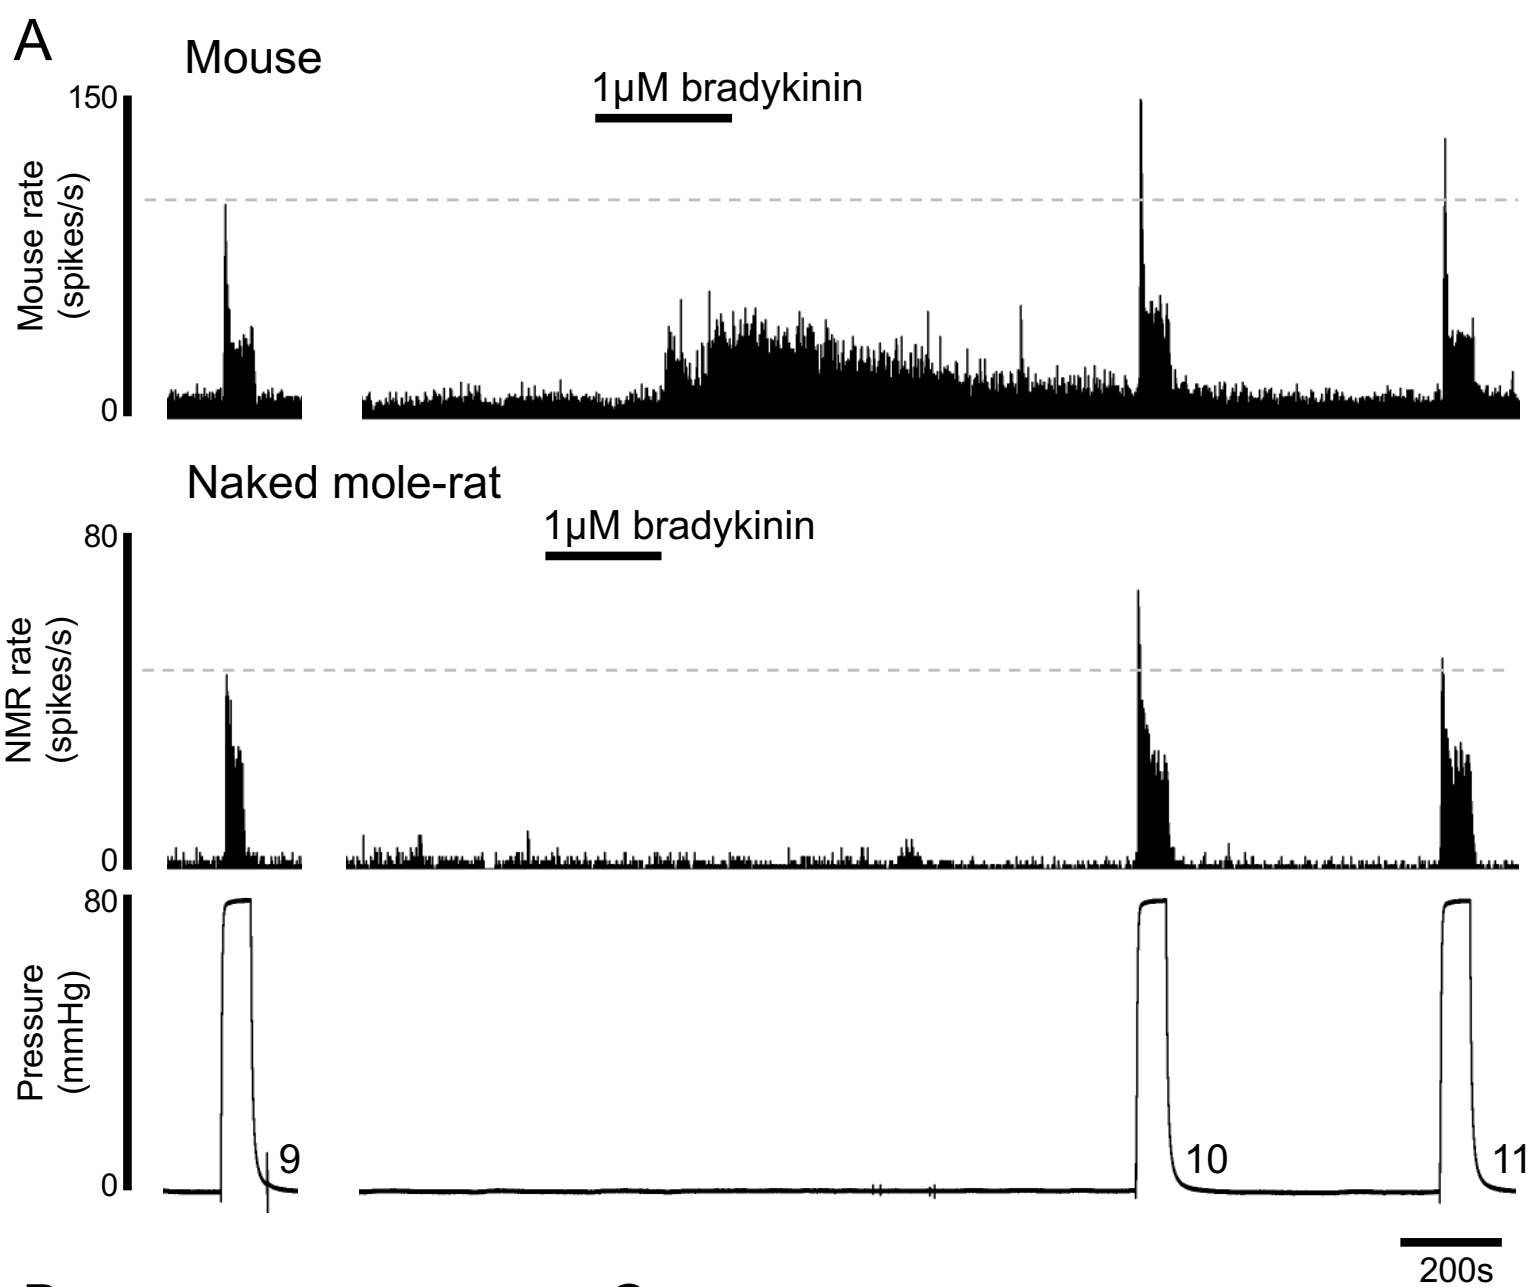 A
Mouse
1µM bradykinin
150
Mouse rate
(spikes/s)
0
Naked mole-rat
1µM bradykinin
80
NMR rate
(spikes/s)
0
80
Pressure
(mmHg)
0
9
10
11
200s